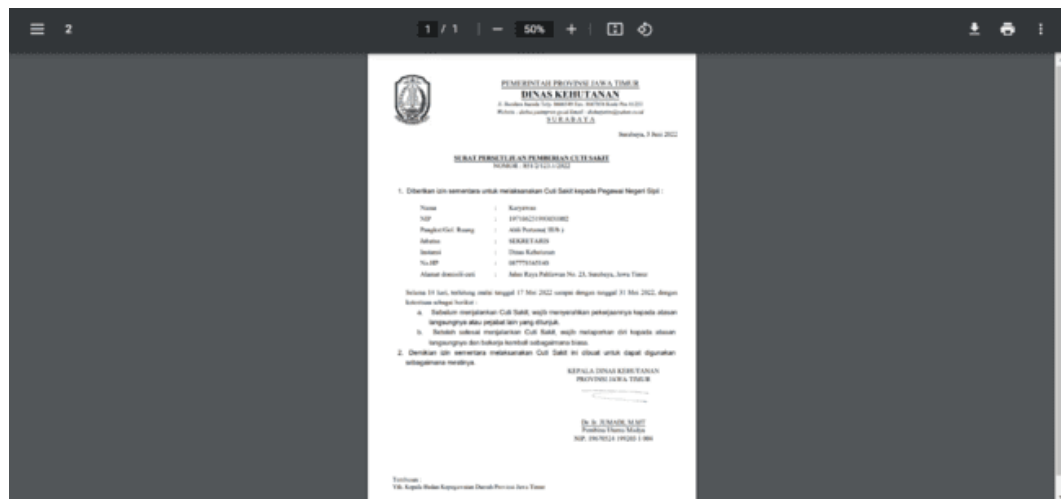 2
1 / 1
50%
PEMERINTAH PROVINSI JAWA TIMUR
DINAS KEHUTANAN
SURABAYA
Surabaya, 3 Juni 2022
SURAT PERSETUJUAN PEMBERIAN CUTI SAKIT
1. Diberikan izin sementara untuk melaksanakan Cuti Sakit kepada Pegawai Negeri Sipil :
Nama : Karyawan
NIP :
Pangkat/Gol. Ruang :
Jabatan : SEKRETARIS
Instansi : Dinas Kehutanan
No.HP :
Alamat domisili cuti : Jalan Raya Pahlawan No. 23, Surabaya, Jawa Timur
Selama 14 hari, terhitung mulai tanggal 17 Mei 2022 sampai dengan tanggal 31 Mei 2022, dengan
ketentuan sebagai berikut :
a. Sebelum menjalankan Cuti Sakit, wajib menyerahkan pekerjaannya kepada atasan
langsungnya atau pejabat lain yang ditunjuk.
b. Setelah selesai menjalankan Cuti Sakit, wajib melaporkan diri kepada atasan
langsungnya dan bekerja kembali sebagaimana biasa.
2. Demikian izin sementara melaksanakan Cuti Sakit ini dibuat untuk dapat digunakan
sebagaimana mestinya.
KEPALA DINAS KEHUTANAN
PROVINSI JAWA TIMUR
Pembina Utama Madya
Tembusan :
Yth. Kepala Badan Kepegawaian Daerah Provinsi Jawa Timur